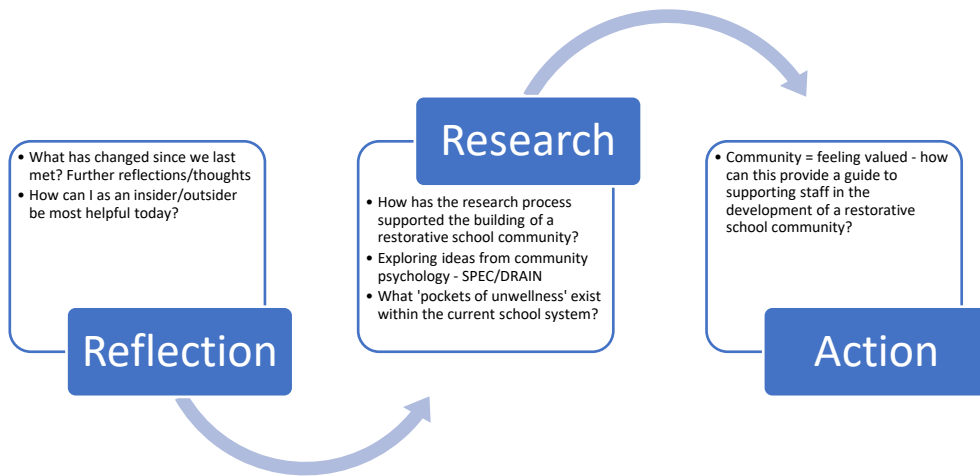 • What has changed since we last
met? Further reflections/thoughts
• How can I as an insider/outsider
be most helpful today?
Reflection
Research
• How has the research process
supported the building of a
restorative school community?
• Exploring ideas from community
psychology - SPEC/DRAIN
• What 'pockets of unwellness' exist
within the current school system?
• Community = feeling valued - how
can this provide a guide to
supporting staff in the
development of a restorative
school community?
Action